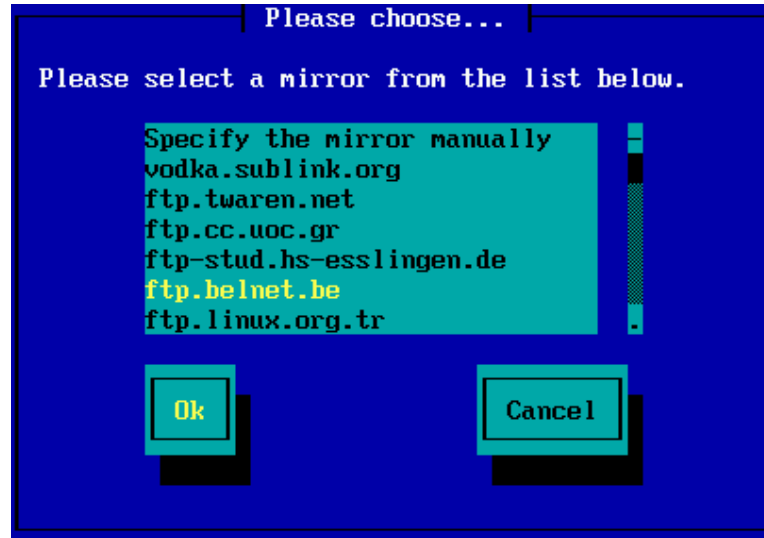 Please choose...
Please select a mirror from the list below.
Specify the mirror manually
vodka.sublink.org
ftp.twaren.net
ftp.cc.uoc.gr
ftp-stud.hs-esslingen.de
ftp.belnet.be
ftp.linux.org.tr
Ok Cancel